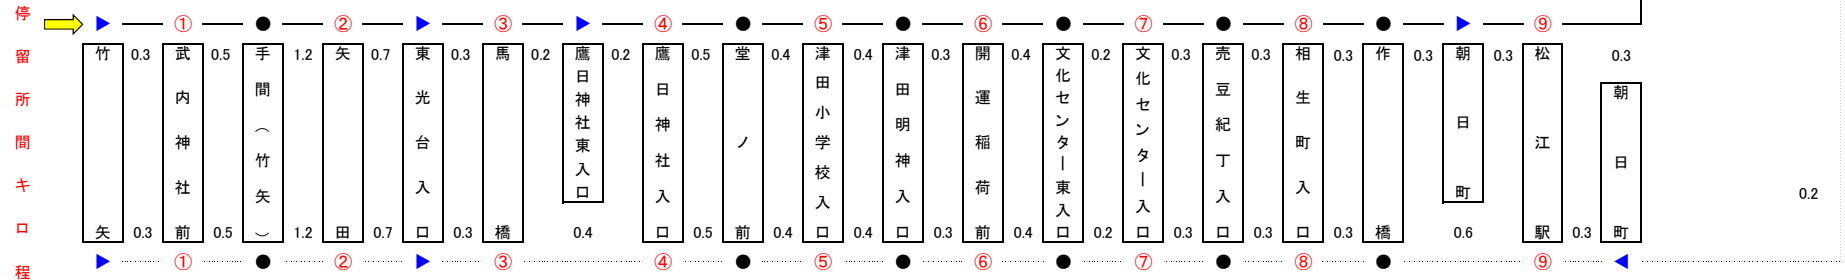 停留所間キロ程
① ② ③ ④ ⑤ ⑥ ⑦ ⑧ ⑨
竹矢
武内神社前
手間（竹矢）
矢田
東光台入口
馬橋
鷹日神社東入口
鷹日神社入口
堂ノ前
津田小学校入口
津田明神入口
開運稲荷前
文化センター東入口
文化センター入口
売豆紀丁入口
相生町入口
作橋
朝日町
松江駅
朝日町
0.3 0.5 1.2 0.7 0.3 0.2 0.2 0.5 0.4 0.4 0.3 0.4 0.2 0.3 0.3 0.3 0.3 0.3 0.3
0.2
0.3 0.5 1.2 0.7 0.3 0.4 0.5 0.4 0.4 0.3 0.4 0.2 0.3 0.3 0.3 0.6 0.3
① ② ③ ④ ⑤ ⑥ ⑦ ⑧ ⑨